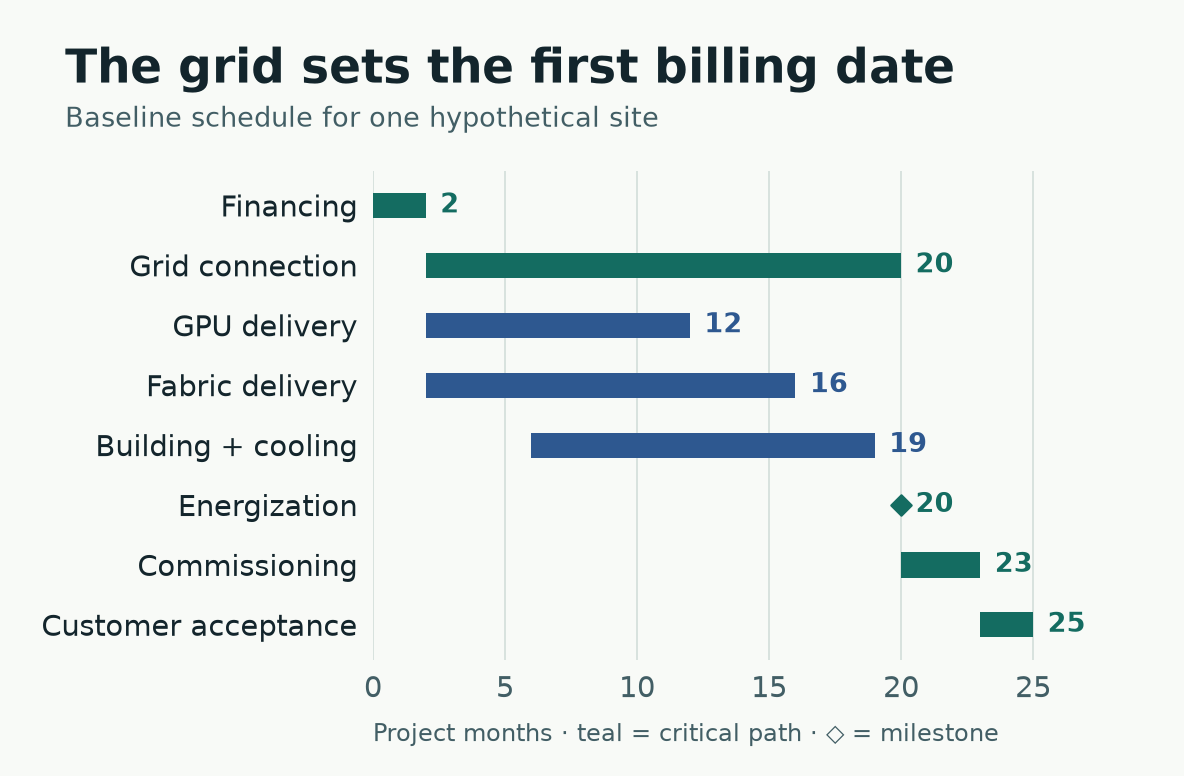 The grid sets the first billing date
Baseline schedule for one hypothetical site
Financing 2
Grid connection 20
GPU delivery 12
Fabric delivery 16
Building + cooling 19
Energization 20
Commissioning 23
Customer acceptance 25
0 5 10 15 20 25
Project months · teal = critical path · ◇ = milestone